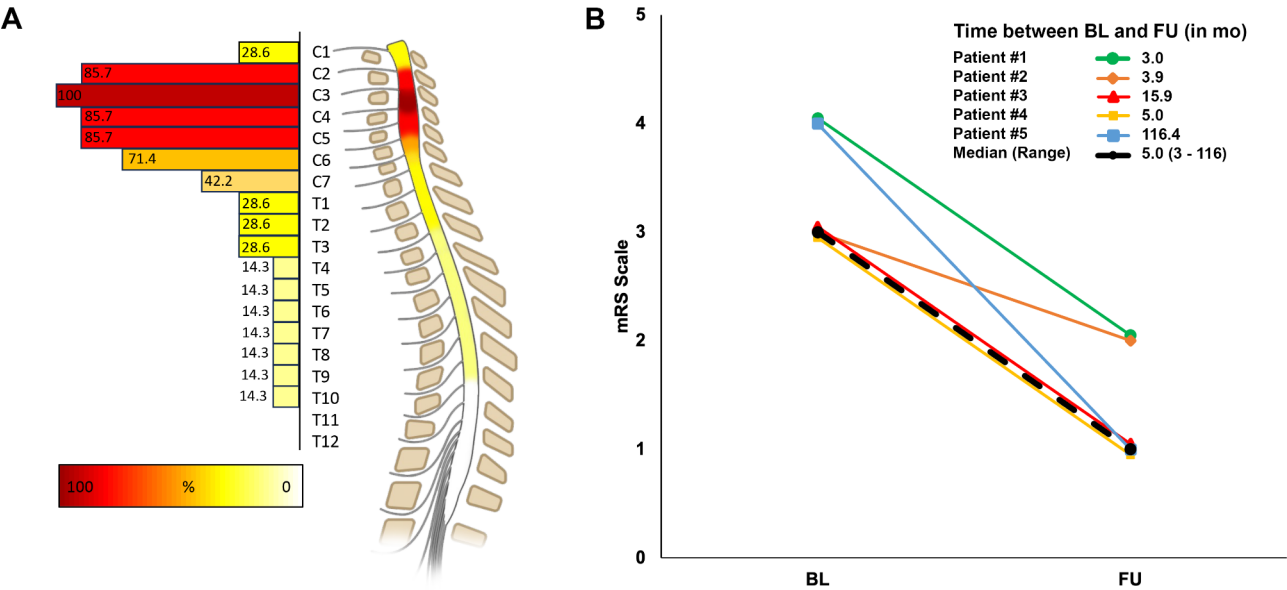 A
28.6 C1
85.7 C2
100 C3
85.7 C4
85.7 C5
71.4 C6
42.2 C7
28.6 T1
28.6 T2
28.6 T3
14.3 T4
14.3 T5
14.3 T6
14.3 T7
14.3 T8
14.3 T9
14.3 T10
T11
T12
100 % 0
B
Time between BL and FU (in mo)
Patient #1 3.0
Patient #2 3.9
Patient #3 15.9
Patient #4 5.0
Patient #5 116.4
Median (Range) 5.0 (3 - 116)
mRS Scale
5
4
3
2
1
0
BL FU